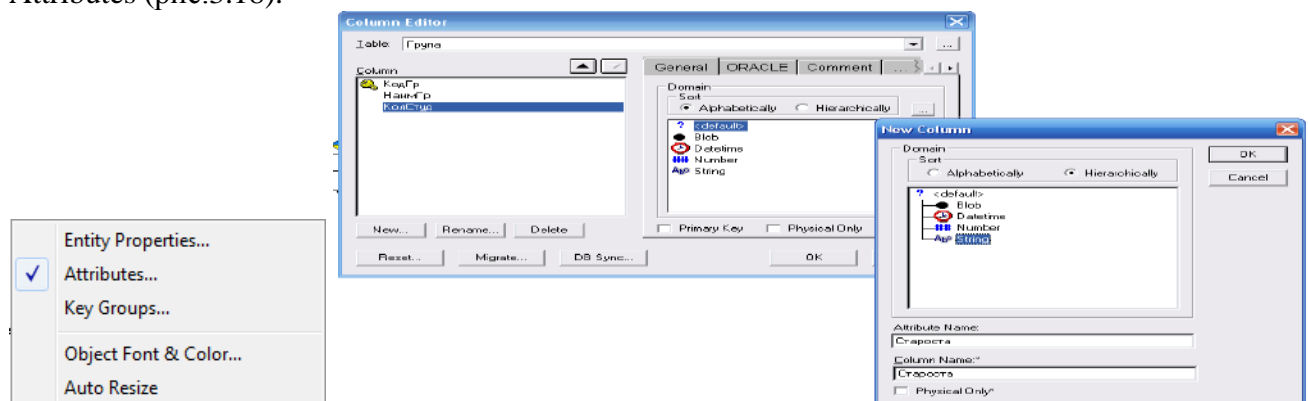 Attributes (рис.3.18).
Column Editor
Table: Група
...
Column
КодГр
НаимГр
КолСтуд
New...
Rename...
Delete
Reset...
Migrate...
DB Sync...
OK
General
ORACLE
Comment
...
Domain
Sort
Alphabetically
Hierarchically
...
<default>
Blob
Datetime
Number
String
Primary Key
Physical Only
New Column
Domain
Sort
Alphabetically
Hierarchically
<default>
Blob
Datetime
Number
String
OK
Cancel
Attribute Name:
Староста
Column Name:*
Староста
Physical Only*
Entity Properties...
Attributes...
Key Groups...
Object Font & Color...
Auto Resize